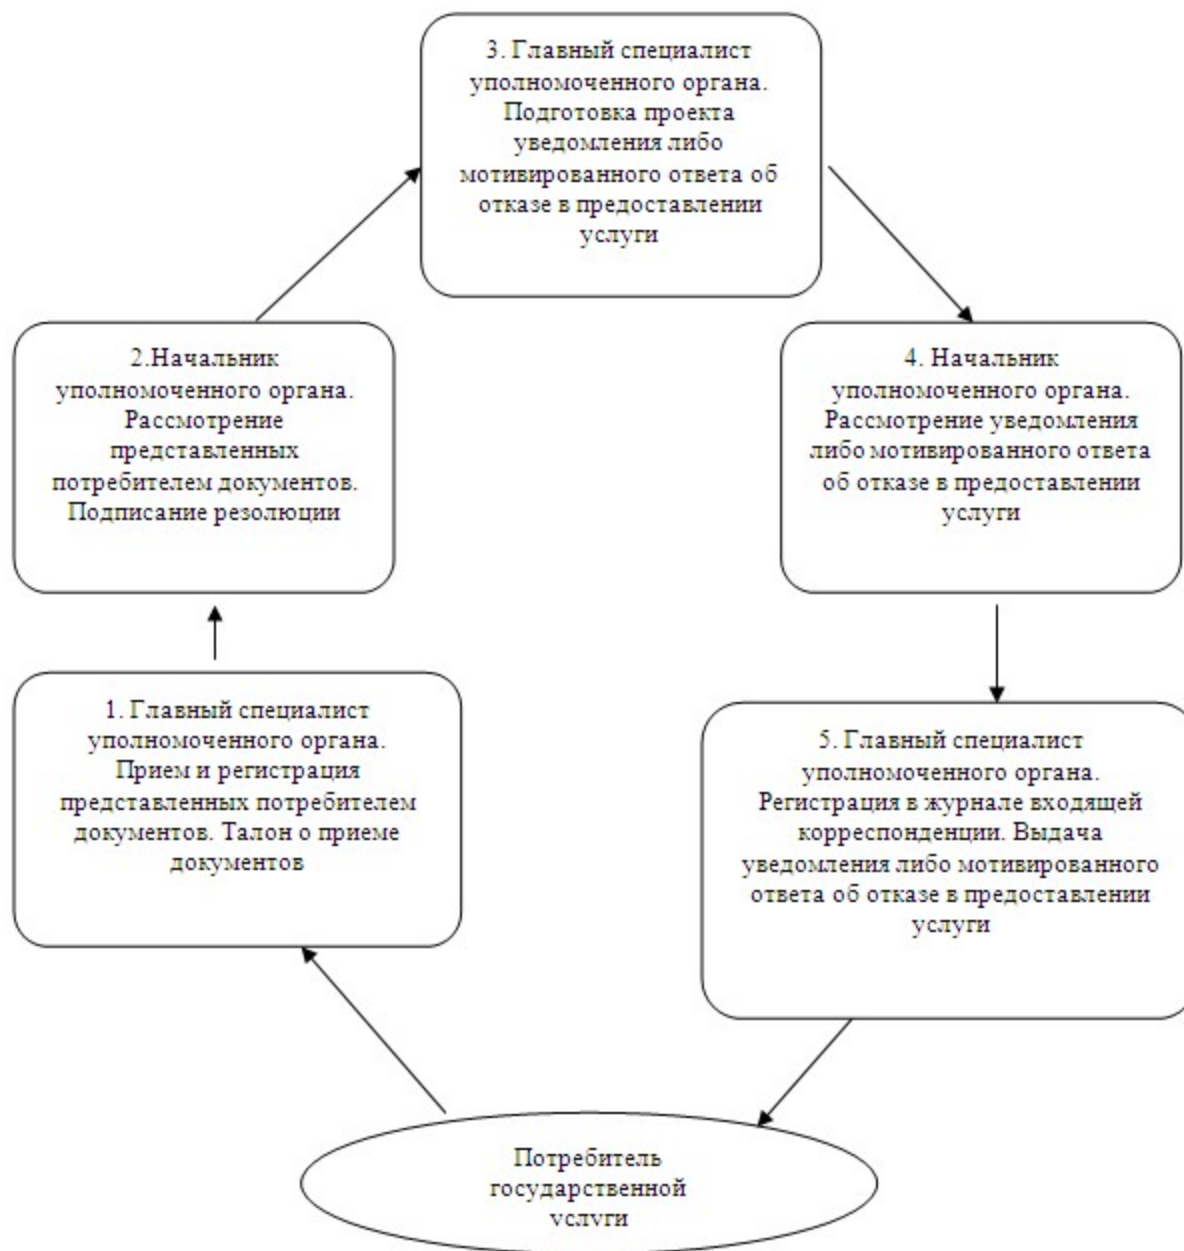 3. Главный специалист
уполномоченного органа.
Подготовка проекта
уведомления либо
мотивированного ответа об
отказе в предоставлении
услуги
2.Начальник
уполномоченного органа.
Рассмотрение
представленных
потребителем документов.
Подписание резолюции
4. Начальник
уполномоченного органа.
Рассмотрение уведомления
либо мотивированного ответа
об отказе в предоставлении
услуги
1. Главный специалист
уполномоченного органа.
Прием и регистрация
представленных потребителем
документов. Талон о приеме
документов
5. Главный специалист
уполномоченного органа.
Регистрация в журнале входящей
корреспонденции. Выдача
уведомления либо мотивированного
ответа об отказе в предоставлении
услуги
Потребитель
государственной
услуги